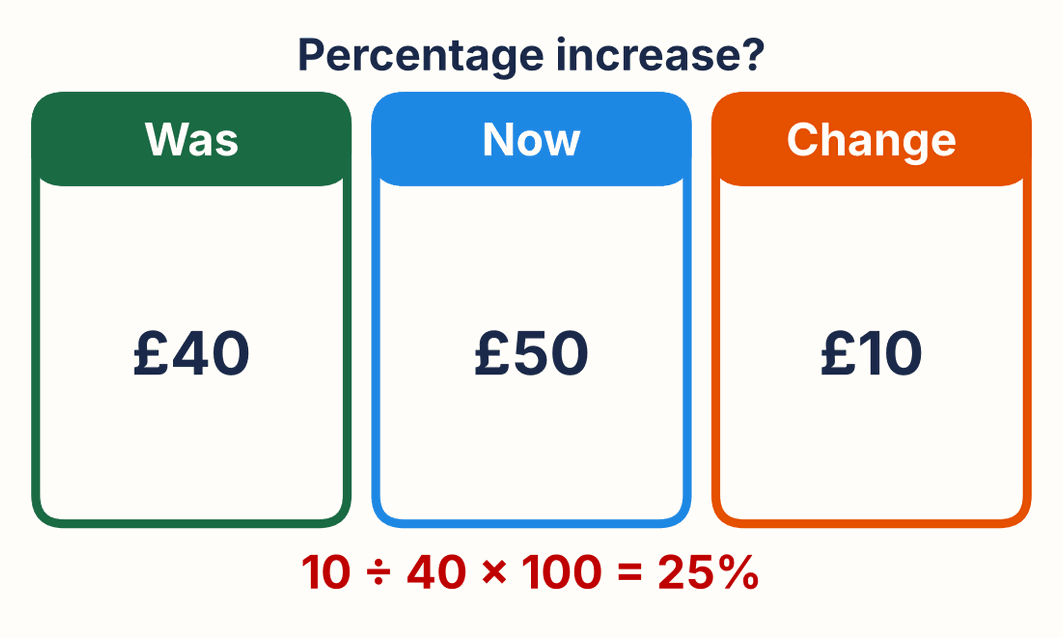 Percentage increase?
Was
Now
Change
£40
£50
£10
10 ÷ 40 × 100 = 25%